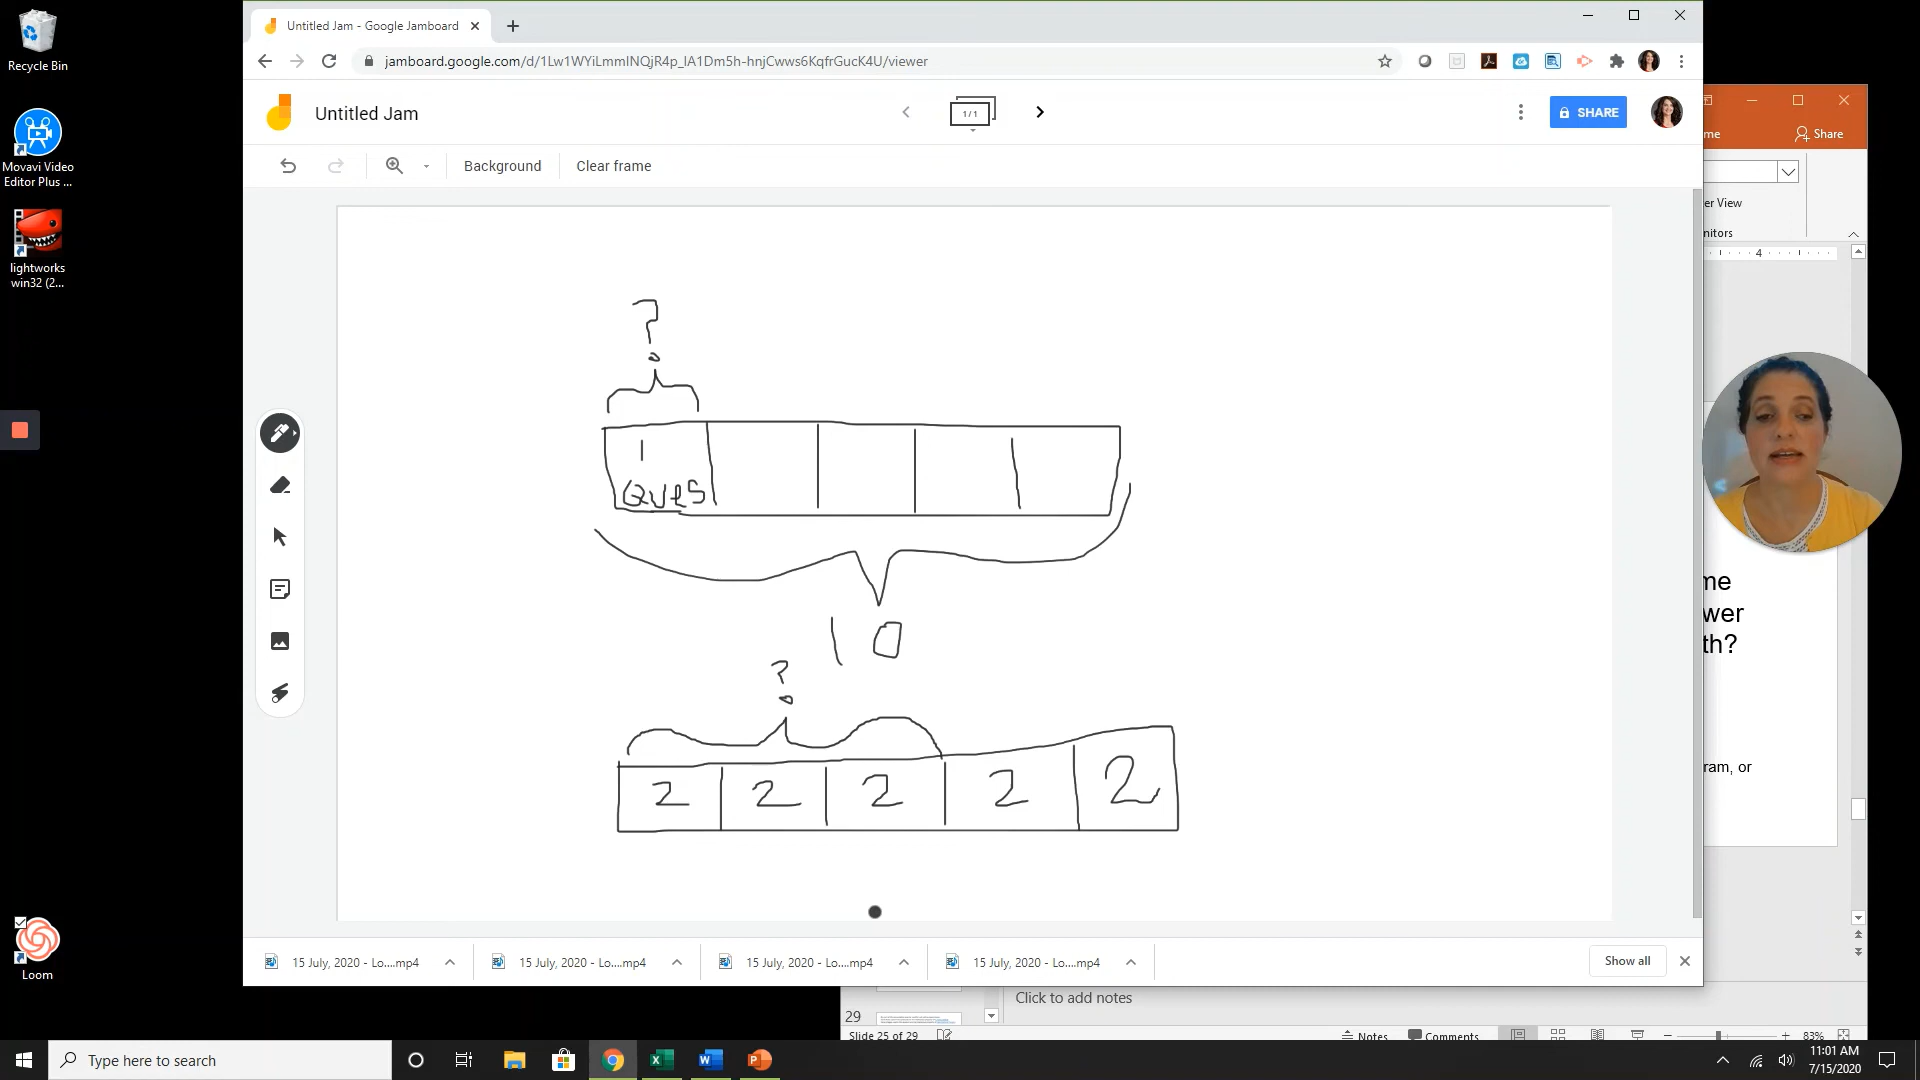 Untitled Jam - Google Jamboard
Recycle Bin
jamboard.google.com/d/1Lw1WYiLmmINQjR4p_lA1Dm5h-hnjCwws6KqfrGucK4U/viewer
Untitled Jam
1/1
SHARE
me
Share
Movavi Video
Editor Plus ...
Background
Clear frame
er View
nitors
4
lightworks
win32 (2...
?
1
Ques
10
?
2 2 2 2 2
me
wer
th?
ram, or
Loom
15 July, 2020 - Lo....mp4
15 July, 2020 - Lo....mp4
15 July, 2020 - Lo....mp4
15 July, 2020 - Lo....mp4
Show all
Click to add notes
29
Slide 25 of 29
Notes
Comments
83%
Type here to search
11:01 AM
7/15/2020